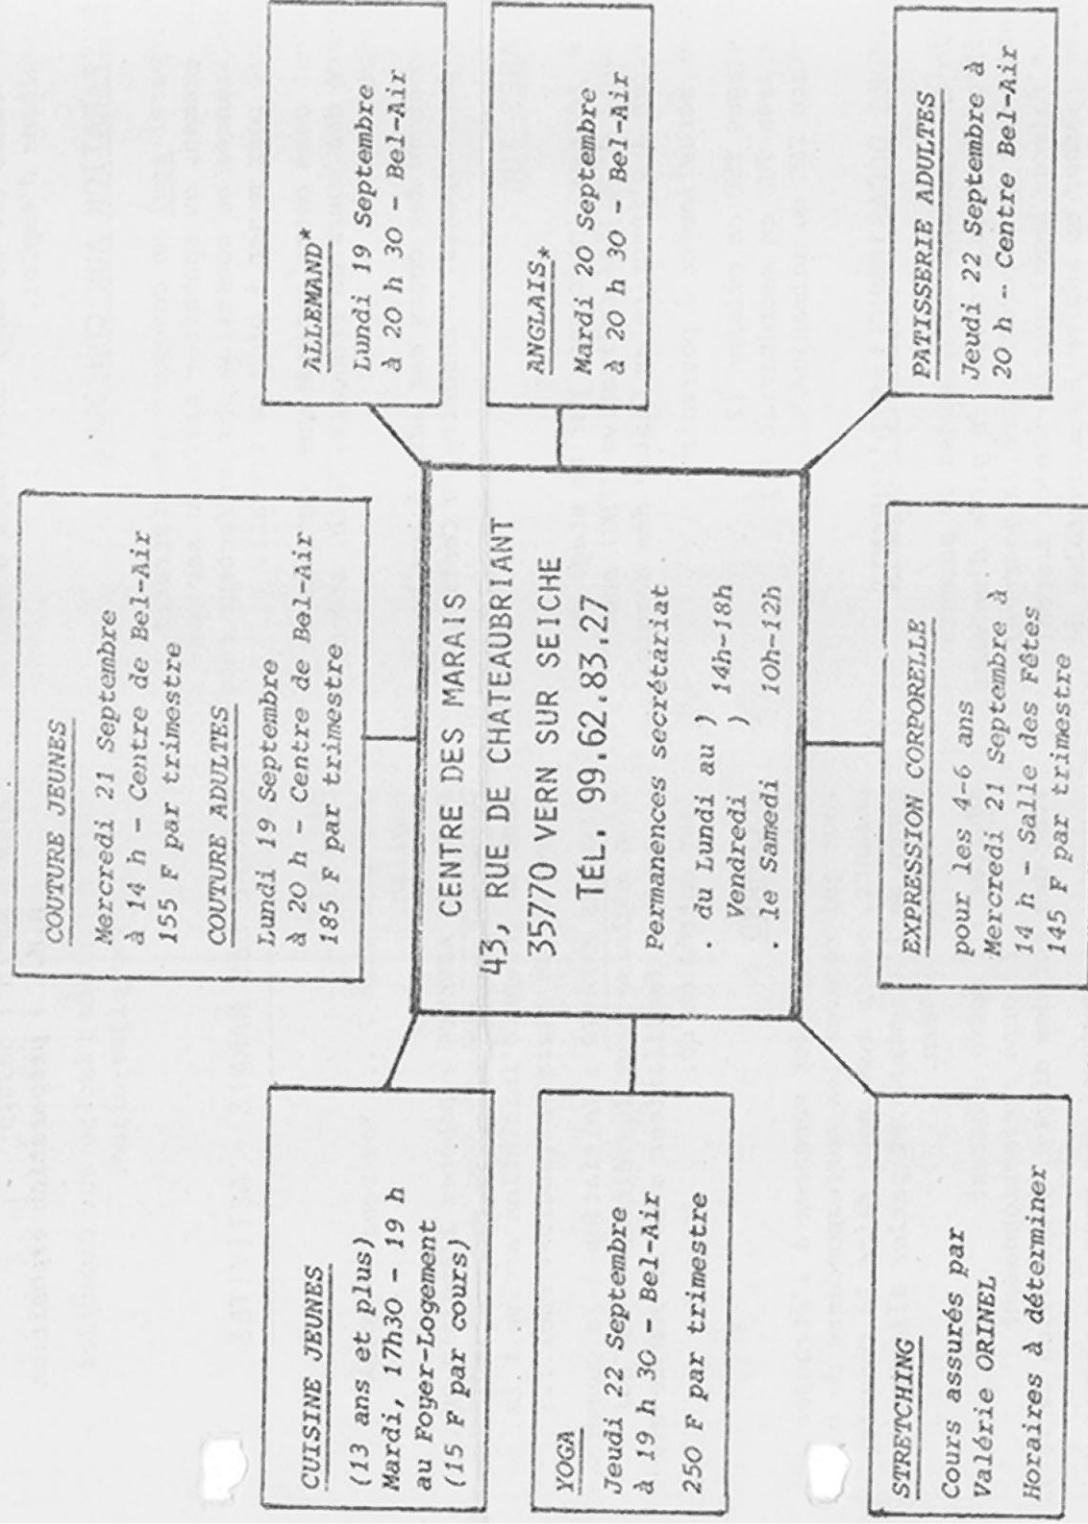 COUTURE JEUNES
Mercredi 21 Septembre
à 14 h - Centre de Bel-Air
155 F par trimestre
COUTURE ADULTES
Lundi 19 Septembre
à 20 h - Centre de Bel-Air
185 F par trimestre
CUISINE JEUNES
(13 ans et plus)
Mardi, 17h30 - 19 h
au Foyer-Logement
(15 F par cours)
ALLEMAND*
Lundi 19 Septembre
à 20 h 30 - Bel-Air
CENTRE DES MARAIS
43, RUE DE CHATEAUBRIANT
35770 VERN SUR SEICHE
TÉL. 99.62.83.27
Permanences secrétariat
. du Lundi au ) 14h-18h
Vendredi )
. le Samedi 10h-12h
YOGA
Jeudi 22 Septembre
à 19 h 30 - Bel-Air
250 F par trimestre
ANGLAIS*
Mardi 20 Septembre
à 20 h 30 - Bel-Air
STRETCHING
Cours assurés par
Valérie ORINEL
Horaires à déterminer
EXPRESSION CORPORELLE
pour les 4-6 ans
Mercredi 21 Septembre à
14 h - Salle des Fêtes
145 F par trimestre
PATISSERIE ADULTES
Jeudi 22 Septembre à
20 h - Centre Bel-Air